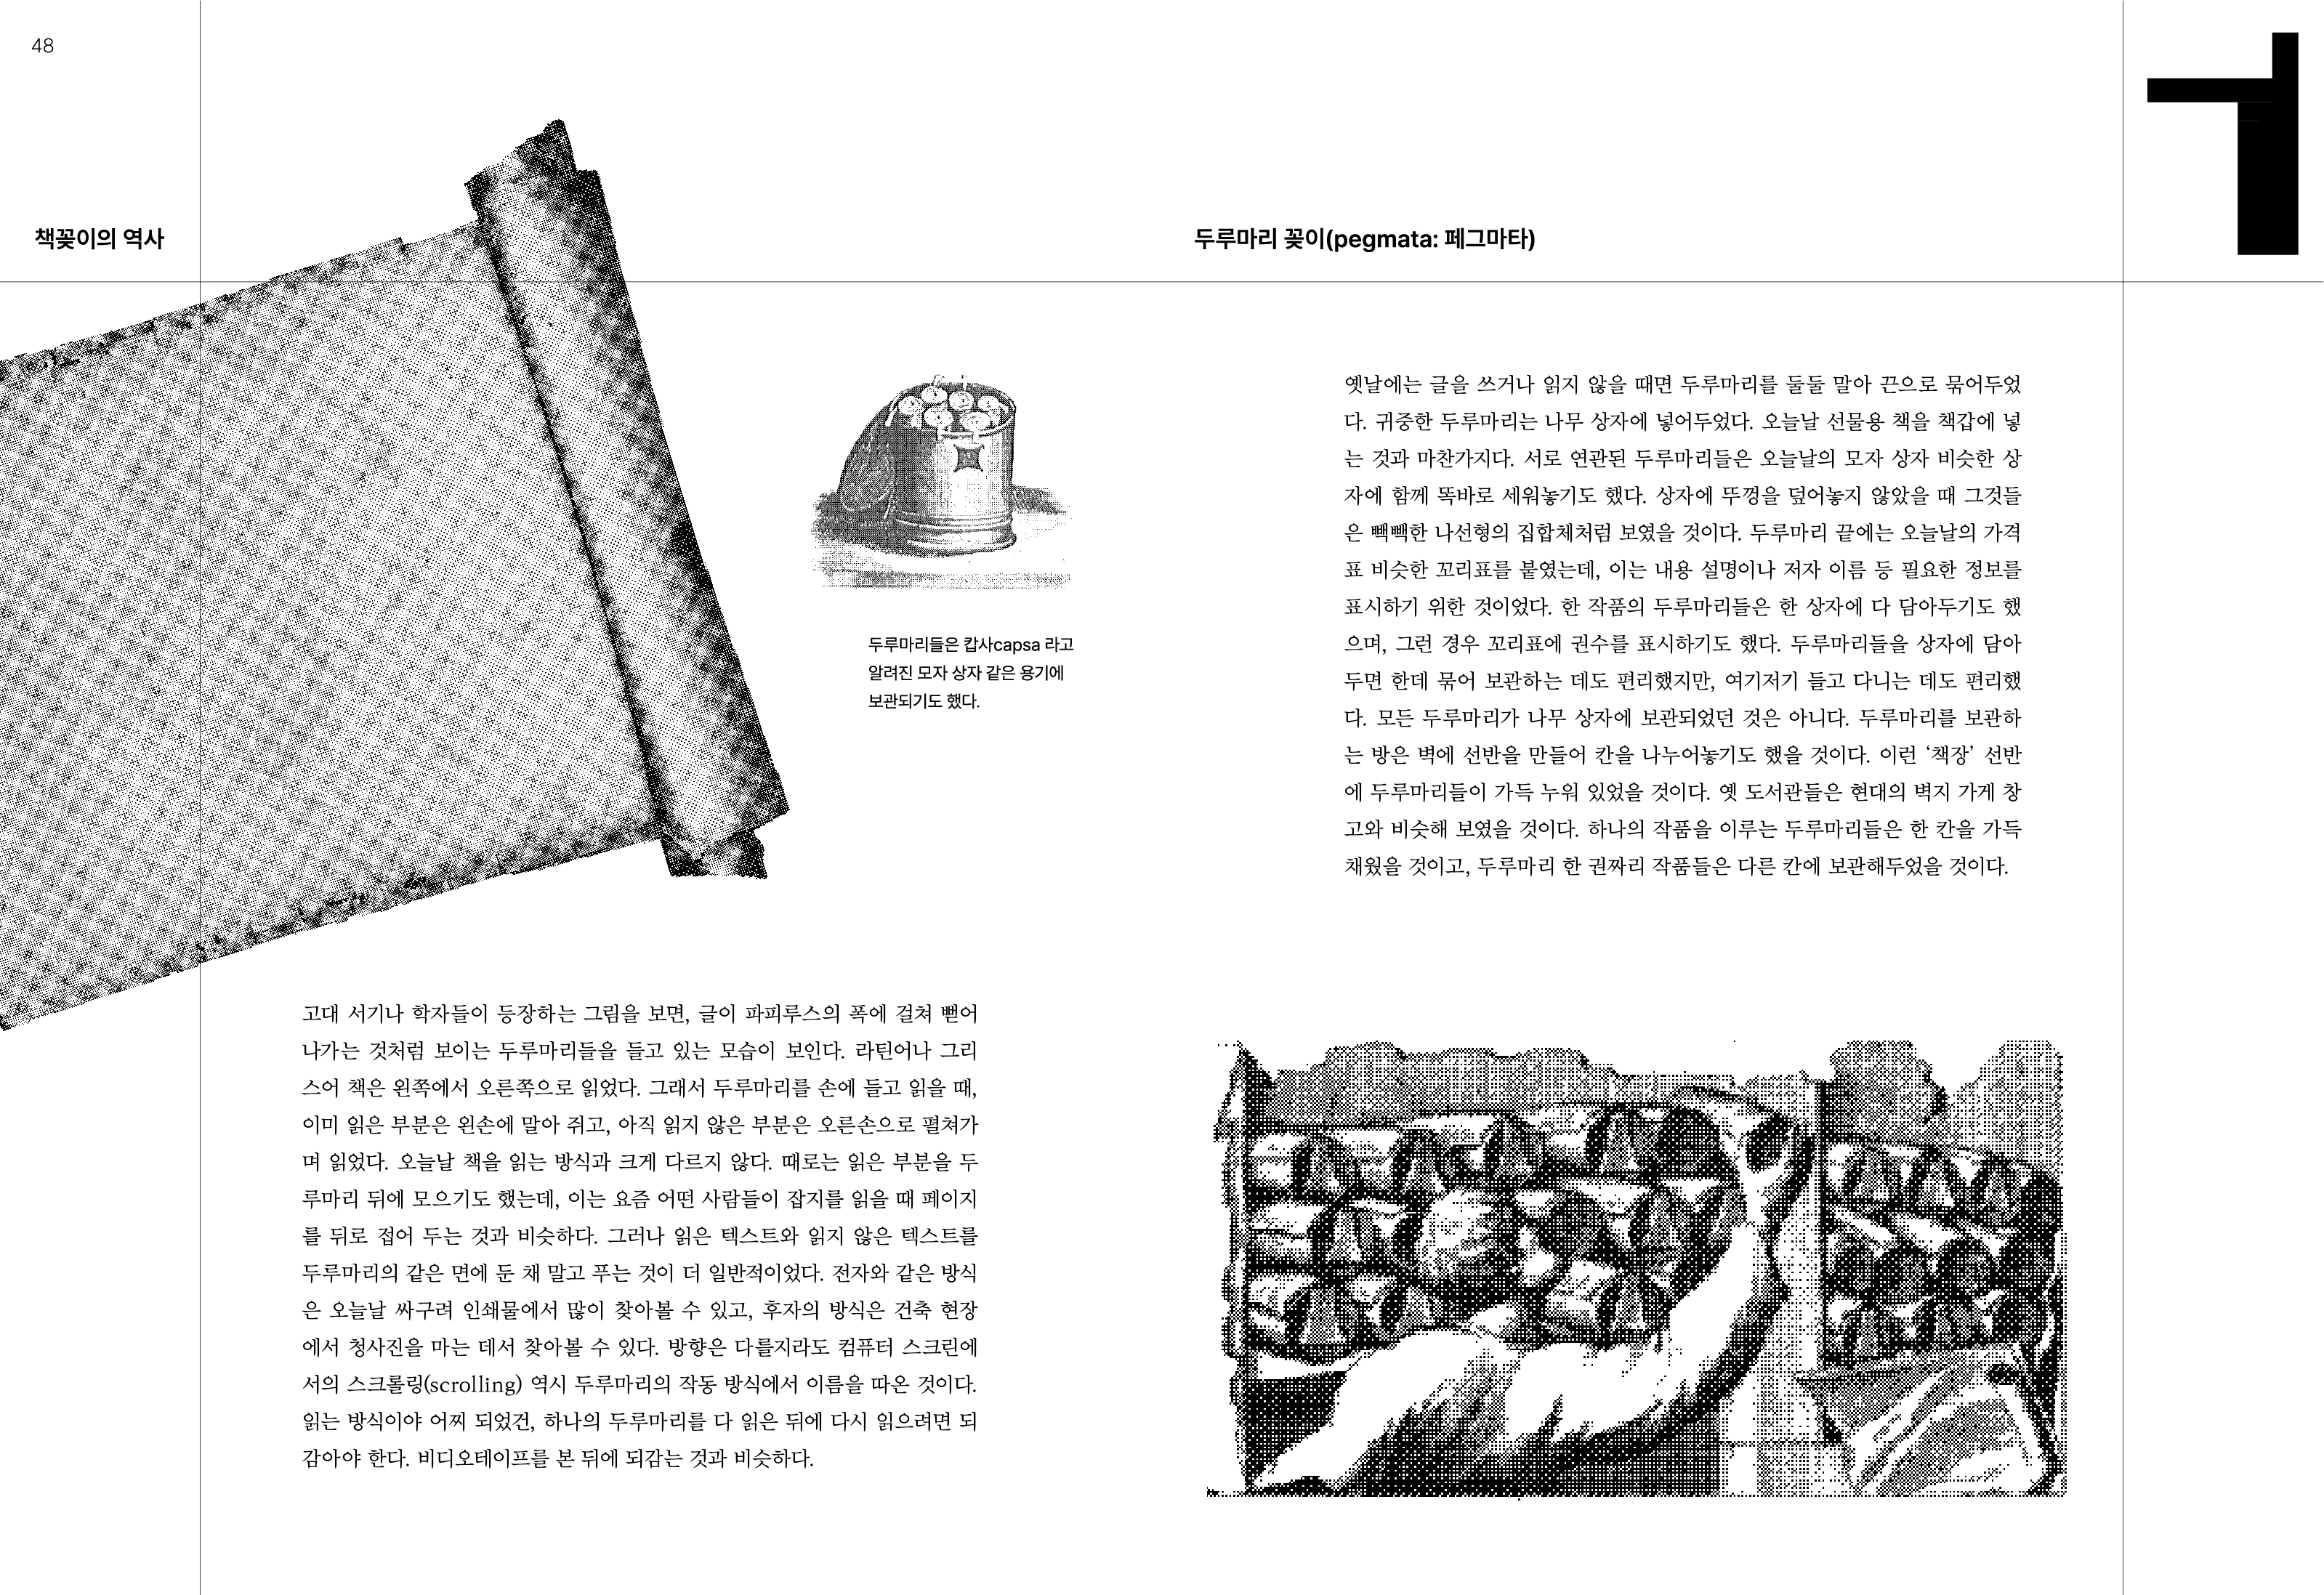 48
책꽂이의 역사
두루마리들은 캅사capsa 라고
알려진 모자 상자 같은 용기에
보관되기도 했다.
고대 서기나 학자들이 등장하는 그림을 보면, 글이 파피루스의 폭에 걸쳐 뻗어
나가는 것처럼 보이는 두루마리들을 들고 있는 모습이 보인다. 라틴어나 그리
스어 책은 왼쪽에서 오른쪽으로 읽었다. 그래서 두루마리를 손에 들고 읽을 때,
이미 읽은 부분은 왼손에 말아 쥐고, 아직 읽지 않은 부분은 오른손으로 펼쳐가
며 읽었다. 오늘날 책을 읽는 방식과 크게 다르지 않다. 때로는 읽은 부분을 두
루마리 뒤에 모으기도 했는데, 이는 요즘 어떤 사람들이 잡지를 읽을 때 페이지
를 뒤로 접어 두는 것과 비슷하다. 그러나 읽은 텍스트와 읽지 않은 텍스트를
두루마리의 같은 면에 둔 채 말고 푸는 것이 더 일반적이었다. 전자와 같은 방식
은 오늘날 싸구려 인쇄물에서 많이 찾아볼 수 있고, 후자의 방식은 건축 현장
에서 청사진을 마는 데서 찾아볼 수 있다. 방향은 다를지라도 컴퓨터 스크린에
서의 스크롤링(scrolling) 역시 두루마리의 작동 방식에서 이름을 따온 것이다.
읽는 방식이야 어찌 되었건, 하나의 두루마리를 다 읽은 뒤에 다시 읽으려면 되
감아야 한다. 비디오테이프를 본 뒤에 되감는 것과 비슷하다.
두루마리 꽂이(pegmata: 페그마타)
옛날에는 글을 쓰거나 읽지 않을 때면 두루마리를 둘둘 말아 끈으로 묶어두었
다. 귀중한 두루마리는 나무 상자에 넣어두었다. 오늘날 선물용 책을 책갑에 넣
는 것과 마찬가지다. 서로 연관된 두루마리들은 오늘날의 모자 상자 비슷한 상
자에 함께 똑바로 세워놓기도 했다. 상자에 뚜껑을 덮어놓지 않았을 때 그것들
은 빽빽한 나선형의 집합체처럼 보였을 것이다. 두루마리 끝에는 오늘날의 가격
표 비슷한 꼬리표를 붙였는데, 이는 내용 설명이나 저자 이름 등 필요한 정보를
표시하기 위한 것이었다. 한 작품의 두루마리들은 한 상자에 다 담아두기도 했
으며, 그런 경우 꼬리표에 권수를 표시하기도 했다. 두루마리들을 상자에 담아
두면 한데 묶어 보관하는 데도 편리했지만, 여기저기 들고 다니는 데도 편리했
다. 모든 두루마리가 나무 상자에 보관되었던 것은 아니다. 두루마리를 보관하
는 방은 벽에 선반을 만들어 칸을 나누어놓기도 했을 것이다. 이런 ‘책장’ 선반
에 두루마리들이 가득 누워 있었을 것이다. 옛 도서관들은 현대의 벽지 가게 창
고와 비슷해 보였을 것이다. 하나의 작품을 이루는 두루마리들은 한 칸을 가득
채웠을 것이고, 두루마리 한 권짜리 작품들은 다른 칸에 보관해두었을 것이다.